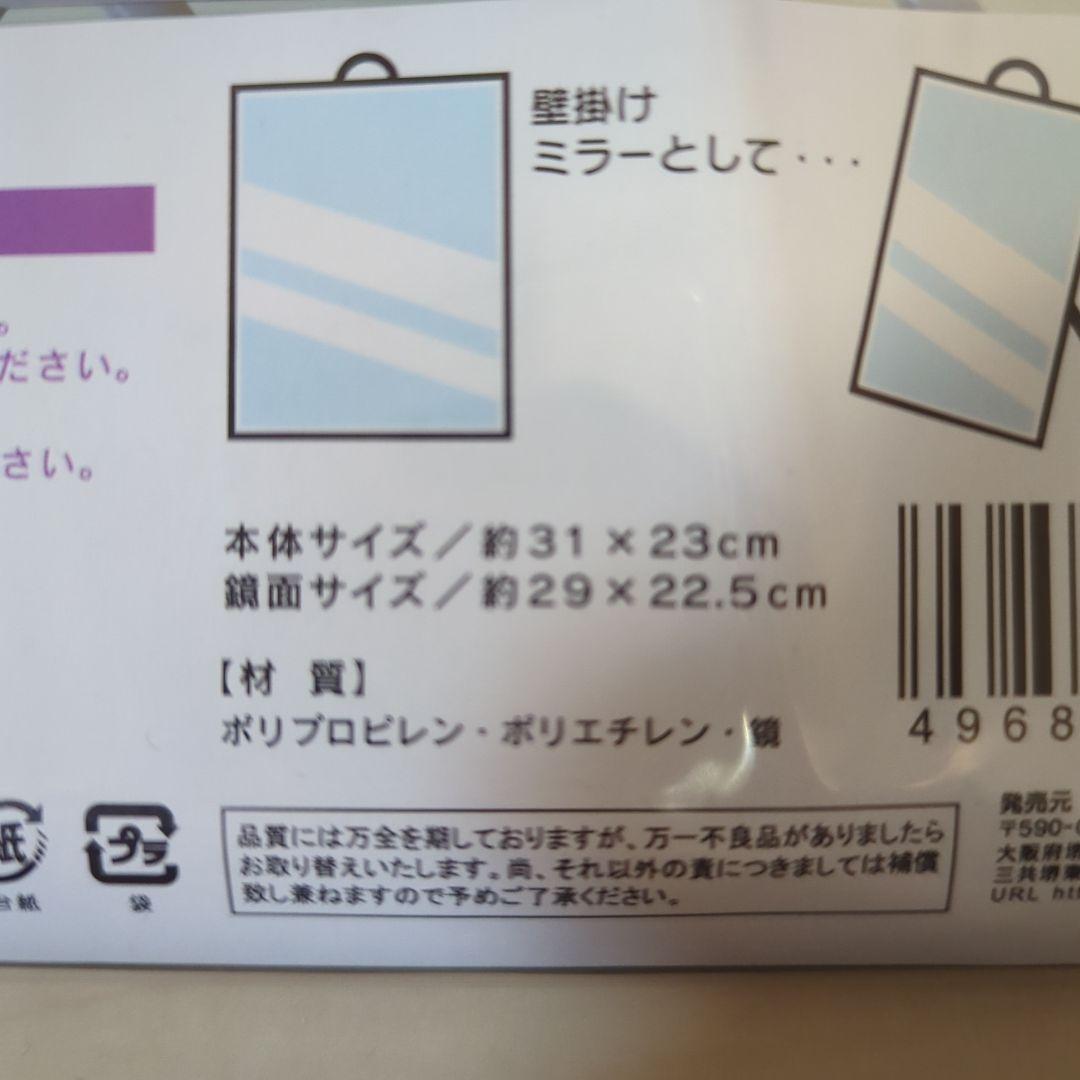 壁掛け
ミラーとして・・・
。
ださい。
さい。
本体サイズ／約31×23cm
鏡面サイズ／約29×22.5cm
【材　質】
ポリプロピレン・ポリエチレン・鏡
4968
紙
台紙
プラ
袋
品質には万全を期しておりますが、万一不良品がありましたら
お取り替えいたします。尚、それ以外の責につきましては補償
致し兼ねますので予めご了承ください。
発売元
〒590-
大阪府堺
三共堺東
URL htt